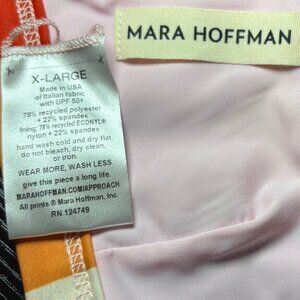 MARA HOFFMAN
X-LARGE
Made in USA
of Italian fabric
with UPF 50+
78% recycled polyester
+ 22% spandex
lining: 78% recycled ECONYL®
nylon + 22% spandex
hand wash cold and dry flat.
do not bleach, dry clean,
or iron.
WEAR MORE, WASH LESS
give this piece a long life
MARAHOFFMAN.COM/APPROACH
All prints ® Mara Hoffman, Inc
RN 124749